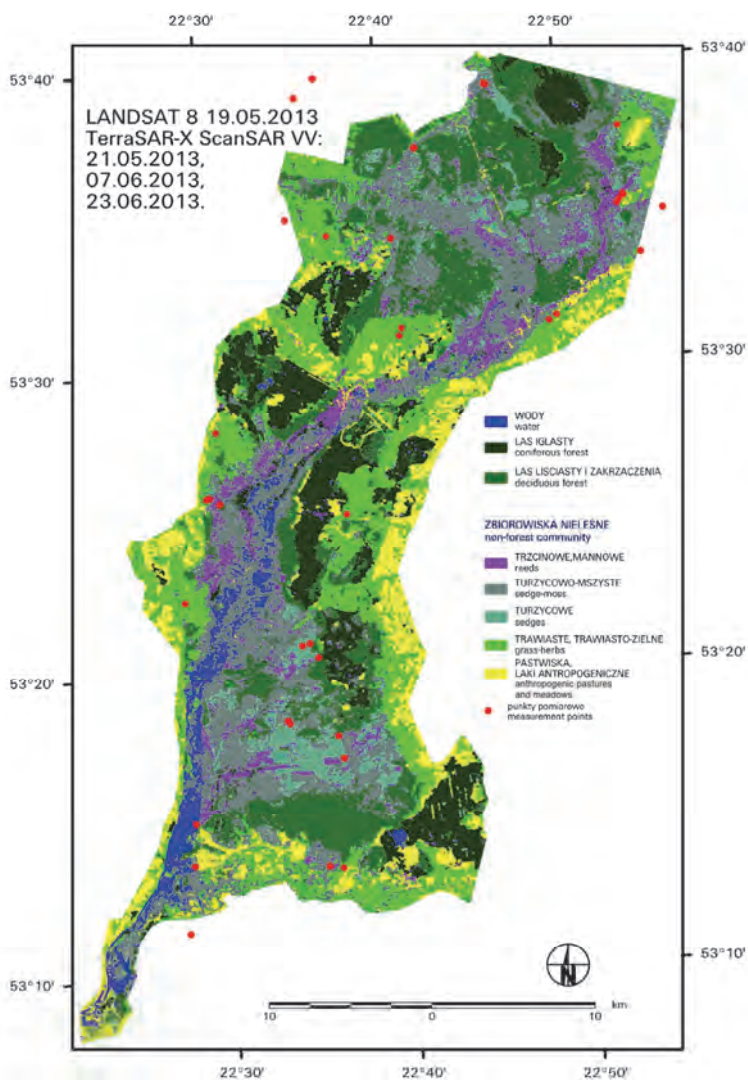 22°30' 22°40' 22°50'
53°40' 53°40'
LANDSAT 8 19.05.2013
TerraSAR-X ScanSAR VV:
21.05.2013,
07.06.2013,
23.06.2013.
53°30' 53°30'
WODY
water
LAS IGLASTY
coniferous forest
LAS LIŚCIASTY I ZAKRZACZENIA
deciduous forest
ZBIOROWISKA NIELEŚNE
non-forest community
TRZCINOWE,MANNOWE
reeds
TURZYCOWO-MSZYSTE
sedge-moss
TURZYCOWE
sedges
TRAWIASTE, TRAWIASTO-ZIELNE
grass-herbs
PASTWISKA,
ŁAKI ANTROPOGENICZNE
anthropogenic pastures
and meadows
punkty pomiarowe
measurement points
53°20' 53°20'
53°10' 53°10'
N
km
10 0 10
22°30' 22°40' 22°50'